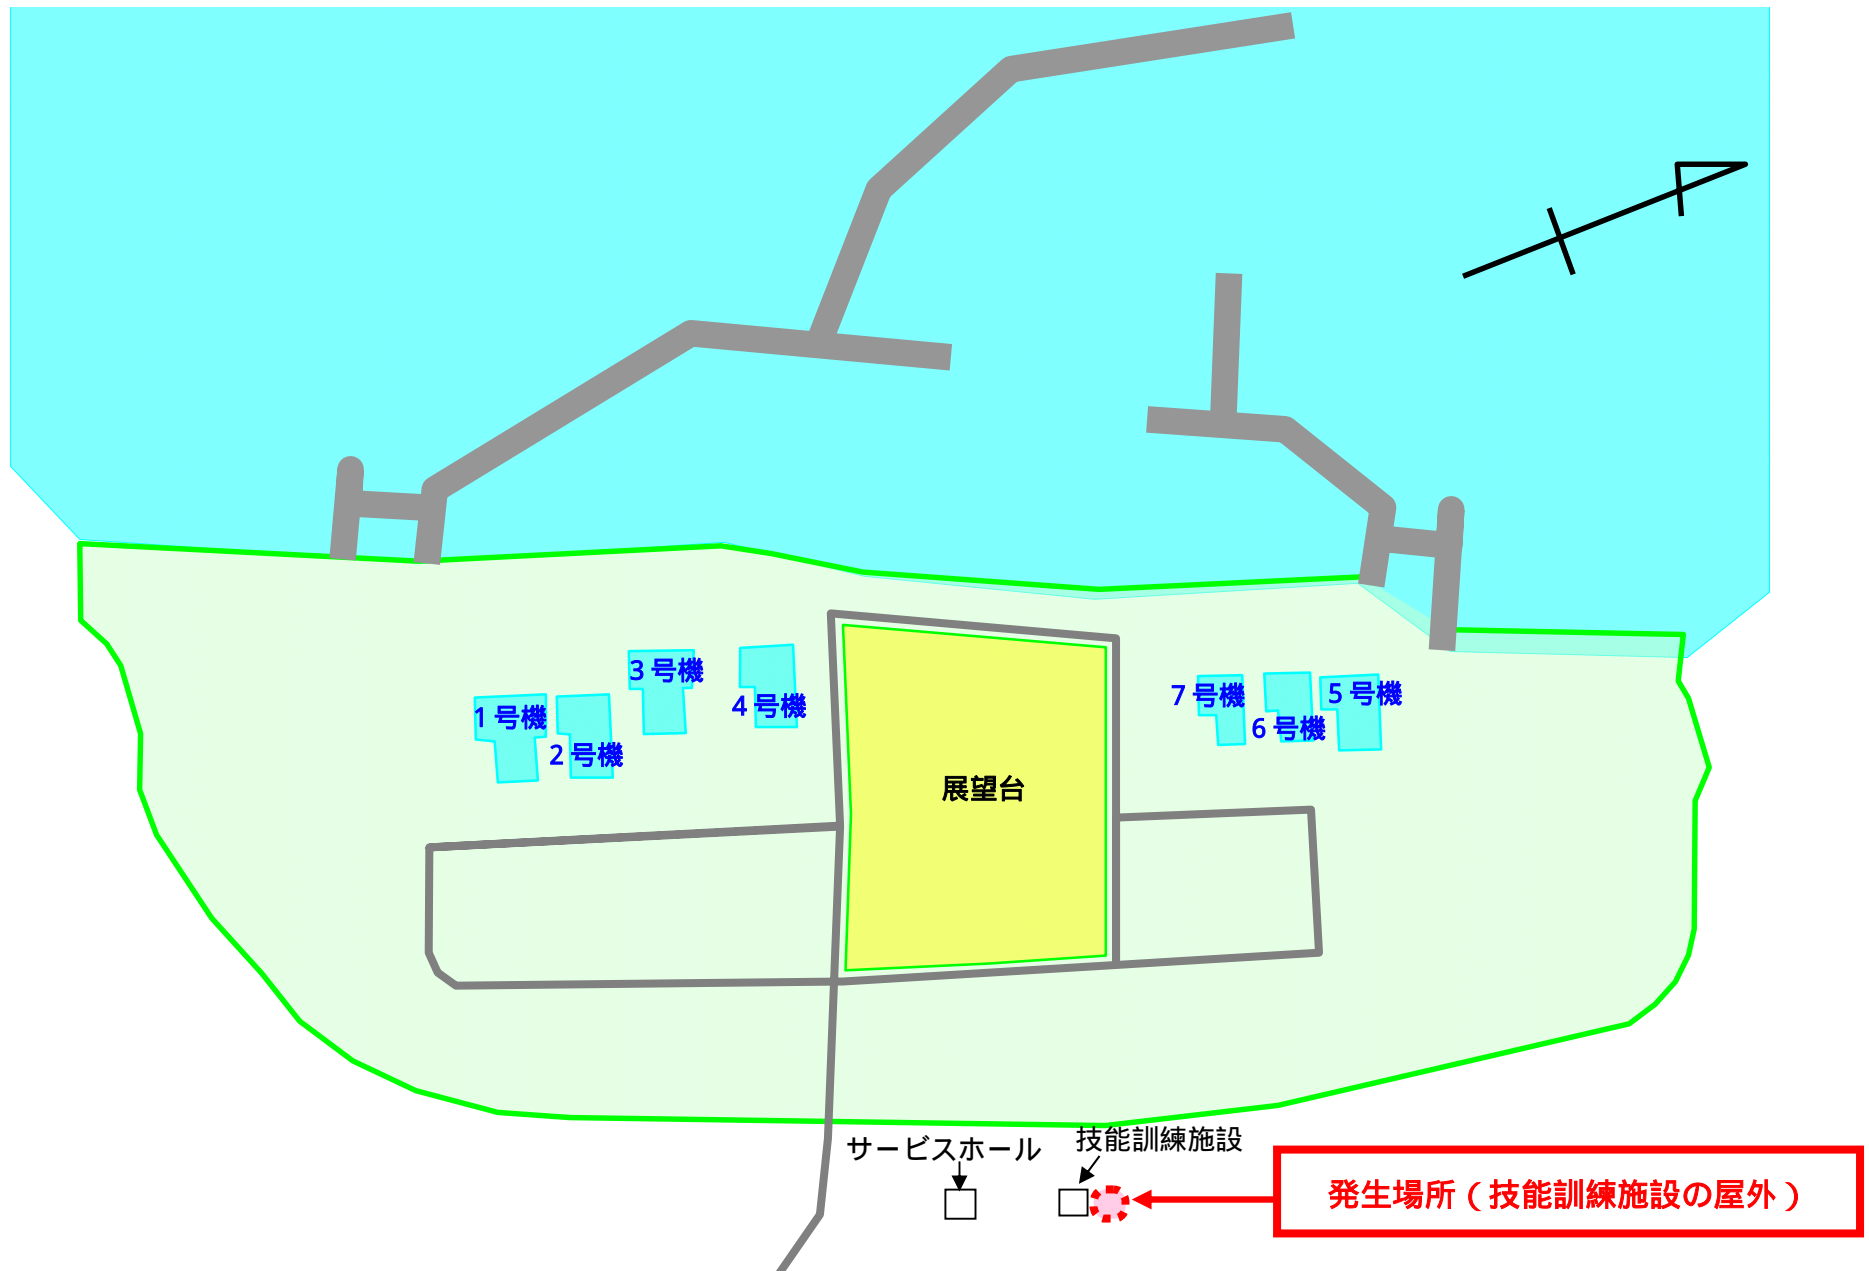 3号機
4号機
1号機
2号機
7号機
6号機
5号機
展望台
サービスホール
技能訓練施設
発生場所（技能訓練施設の屋外）